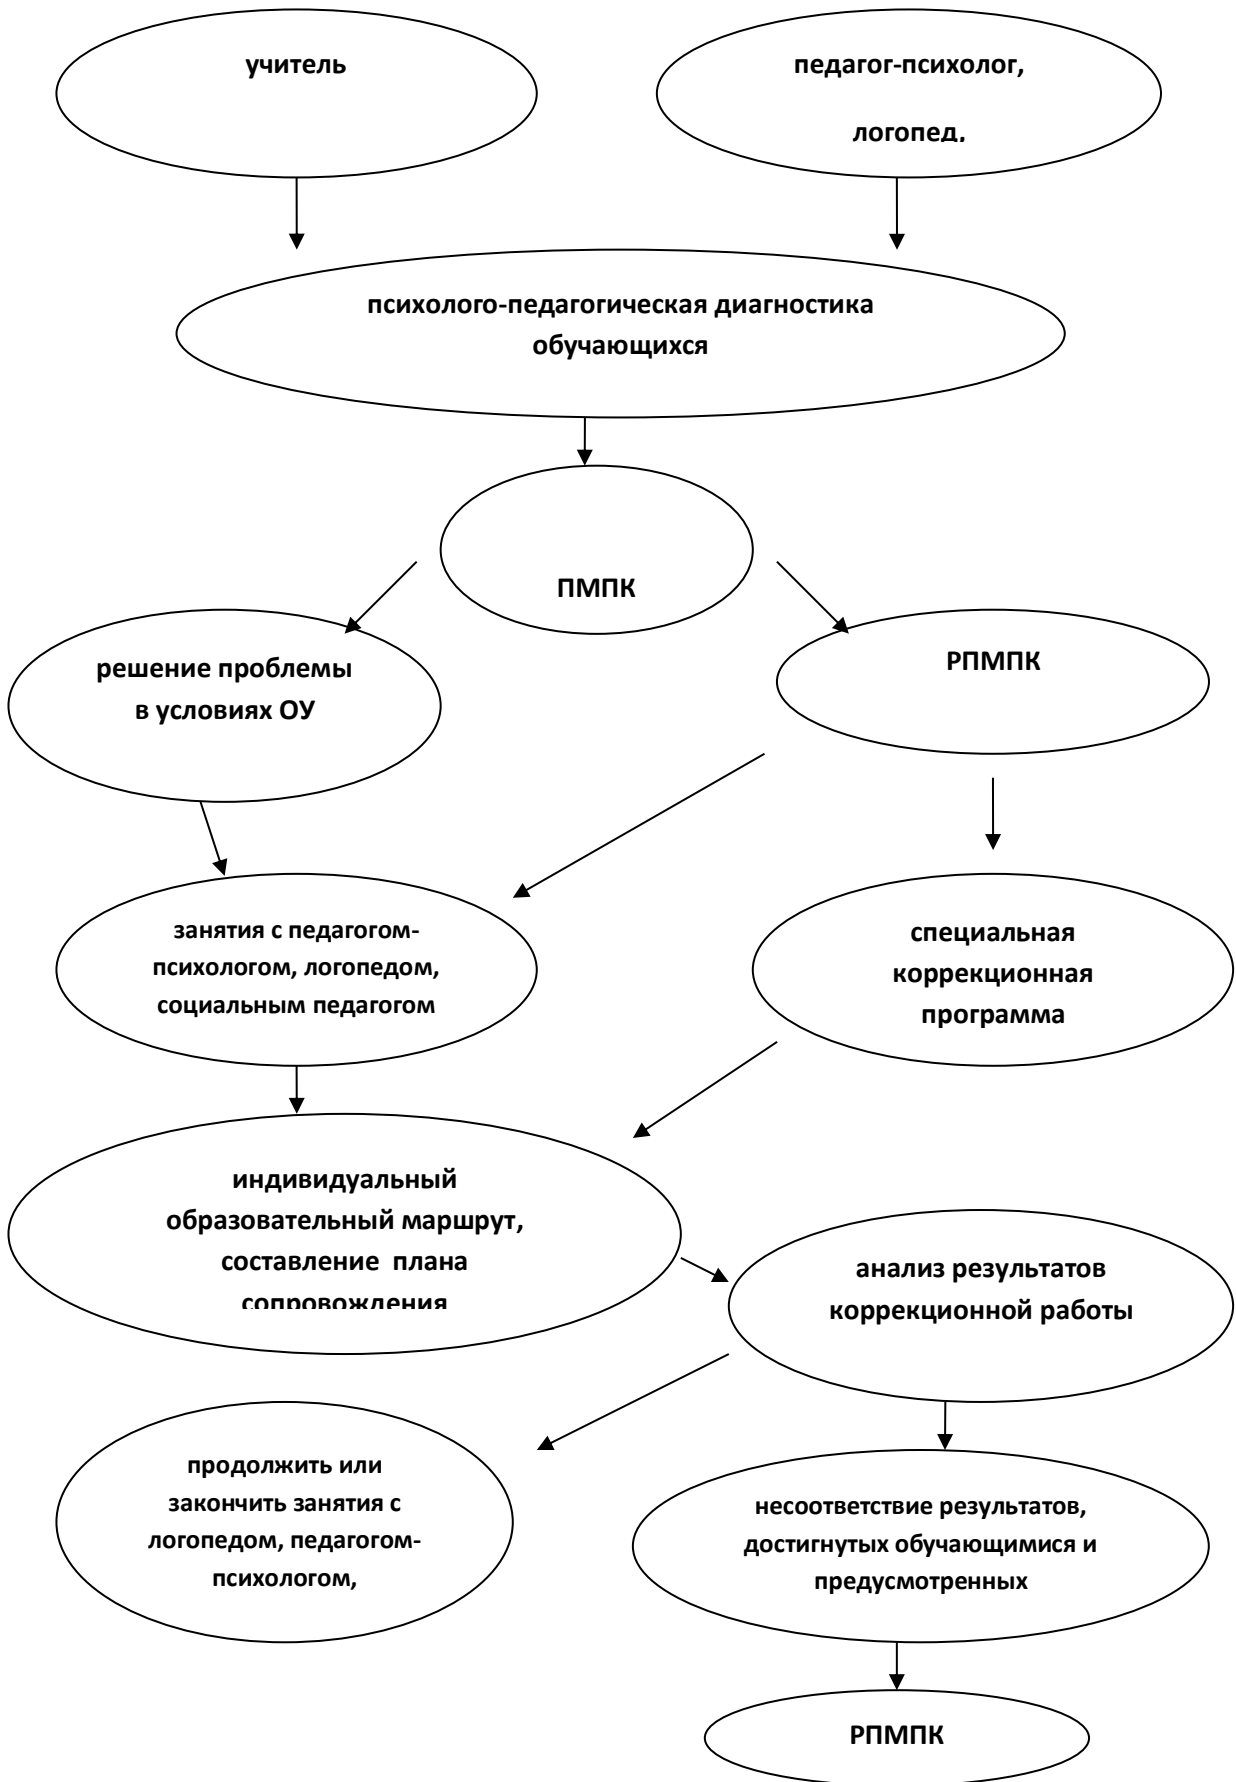 учитель
педагог-психолог,
логопед,
психолого-педагогическая диагностика
обучающихся
ПМПК
решение проблемы
в условиях ОУ
РПМПК
занятия с педагогом-
психологом, логопедом,
социальным педагогом
специальная
коррекционная
программа
индивидуальный
образовательный маршрут,
составление плана
сопровождения
анализ результатов
коррекционной работы
продолжить или
закончить занятия с
логопедом, педагогом-
психологом,
несоответствие результатов,
достигнутых обучающимися и
предусмотренных
РПМПК